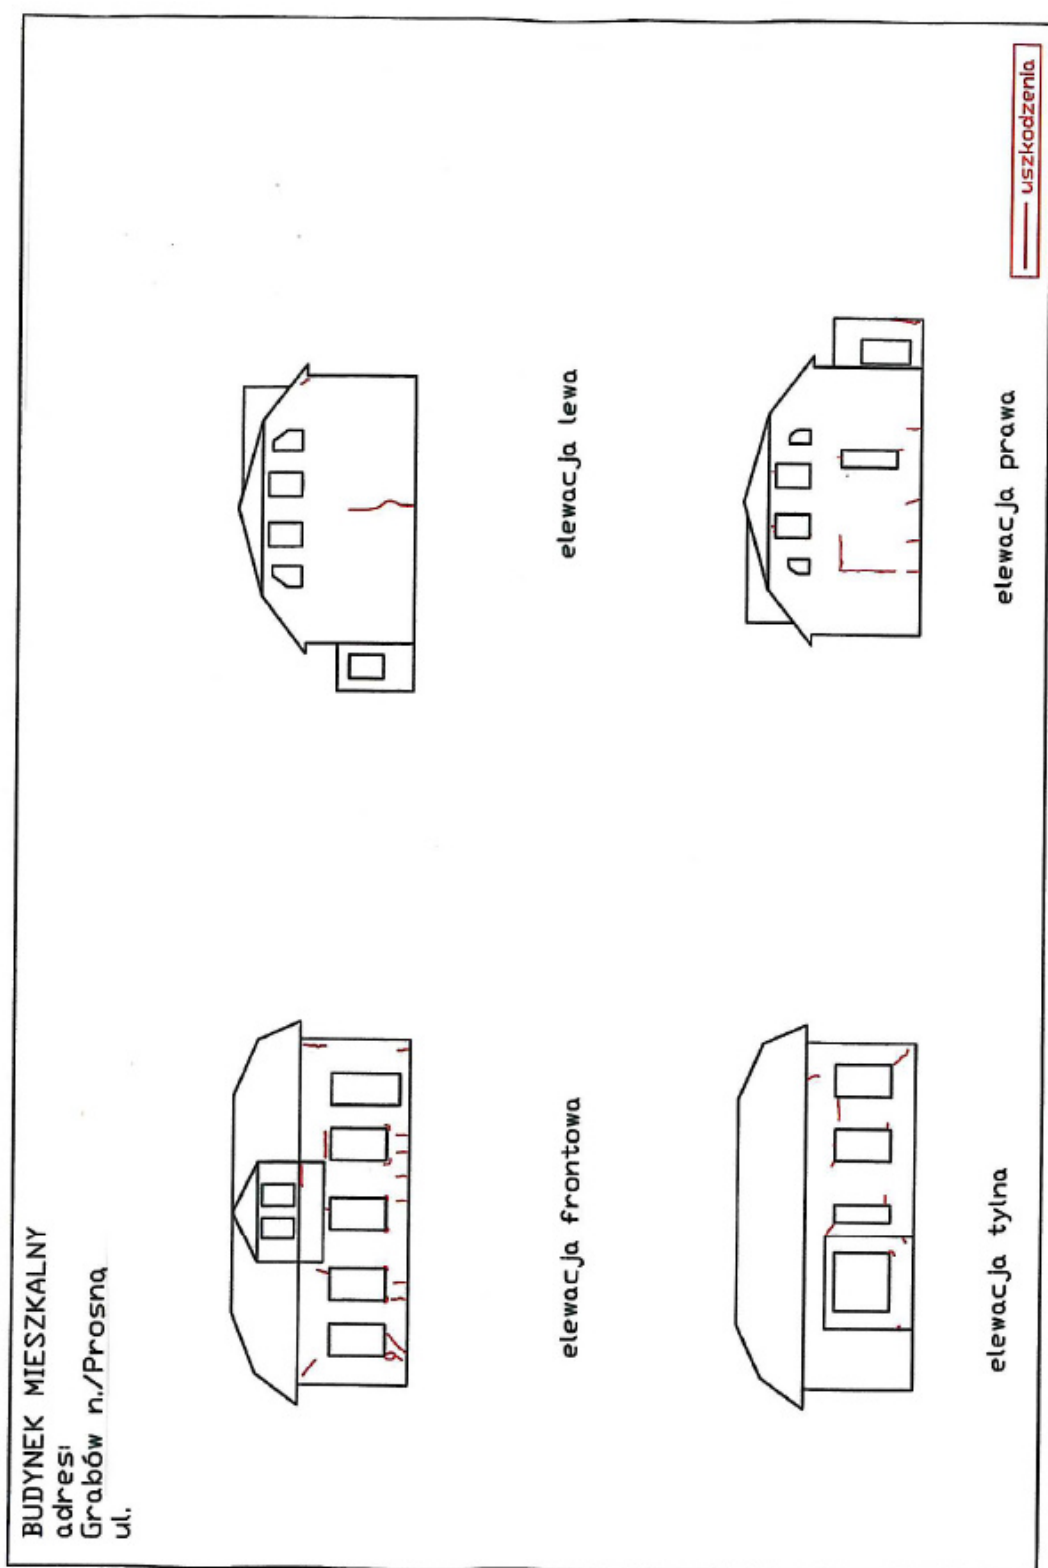 BUDYNEK MIESZKALNY
adres:
Grabów n./Prosną
ul.
elewacja frontowa
elewacja lewa
elewacja tylna
elewacja prawa
uszkodzenia